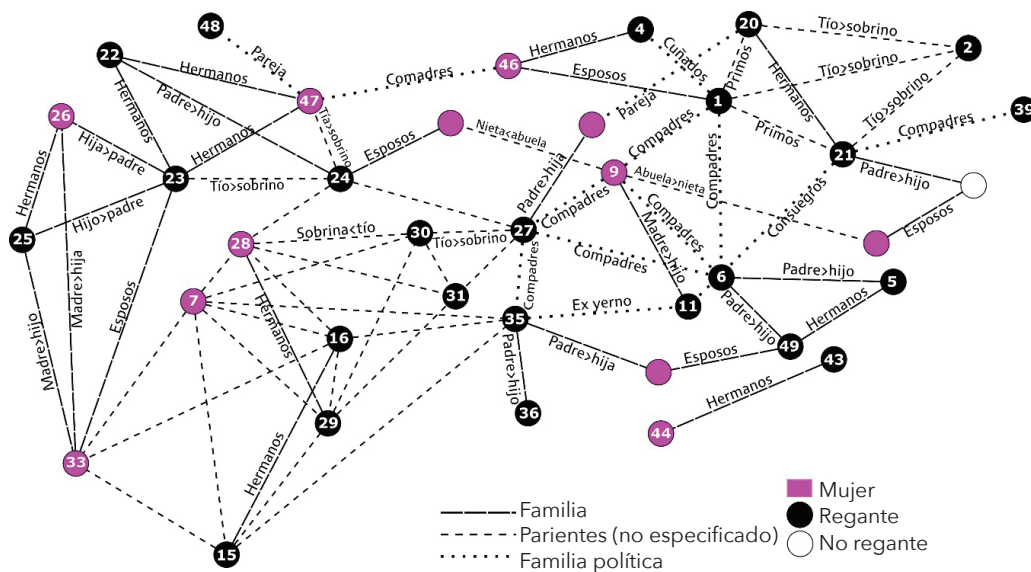 48
4
20
2
22
Hermanos
Cuñados
Tío>sobrino
Pareja
Hermanos
46
Esposos
Primos
Tío>sobrino
Comadres
47
Padre>hijo
Hermanos
Hermanos
Tío>sobrino
Pareja
1
Tío>sobrino
39
Compadres
26
Hija>padre
Hermanos
Tío>sobrino
Esposos
Nieta<abuela
Compadres
Primos
21
Padre>hijo
Hermanos
23
Tío>sobrino
24
Padre>hija
9
Abuela>nieta
Compadres
Consuegros
Esposos
Hijo>padre
25
28
Sobrina<tío
30
Tío>sobrino
27
Compadres
Compadres
Madre>hijo
Madre>hija
Esposos
Compadres
Compadres
6
Padre>hijo
5
7
Hermanos
31
11
Ex yerno
Padre>hijo
Hermanos
Madre>hijo
16
35
Padre>hija
Esposos
49
43
Padre>hijo
Hermanos
36
29
44
33
Hermanos
15
Familia
Parientes (no especificado)
Familia política
Mujer
Regante
No regante